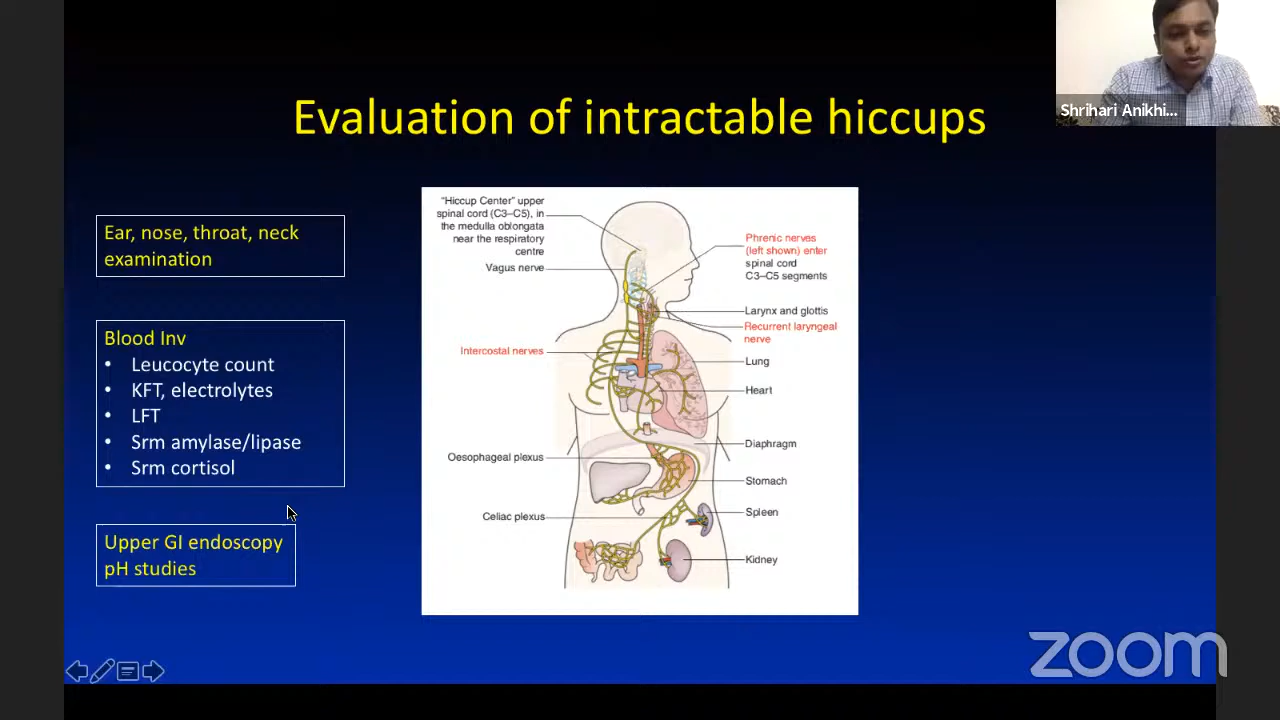 Shrihari Anikhi...
Evaluation of intractable hiccups
Ear, nose, throat, neck
examination
Blood Inv
• Leucocyte count
• KFT, electrolytes
• LFT
• Srm amylase/lipase
• Srm cortisol
Upper GI endoscopy
pH studies
“Hiccup Center” upper
spinal cord (C3–C5), in
the medulla oblongata
near the respiratory
centre
Vagus nerve
Intercostal nerves
Oesophageal plexus
Celiac plexus
Phrenic nerves
(left shown) enter
spinal cord
C3–C5 segments
Larynx and glottis
Recurrent laryngeal
nerve
Lung
Heart
Diaphragm
Stomach
Spleen
Kidney
zoom